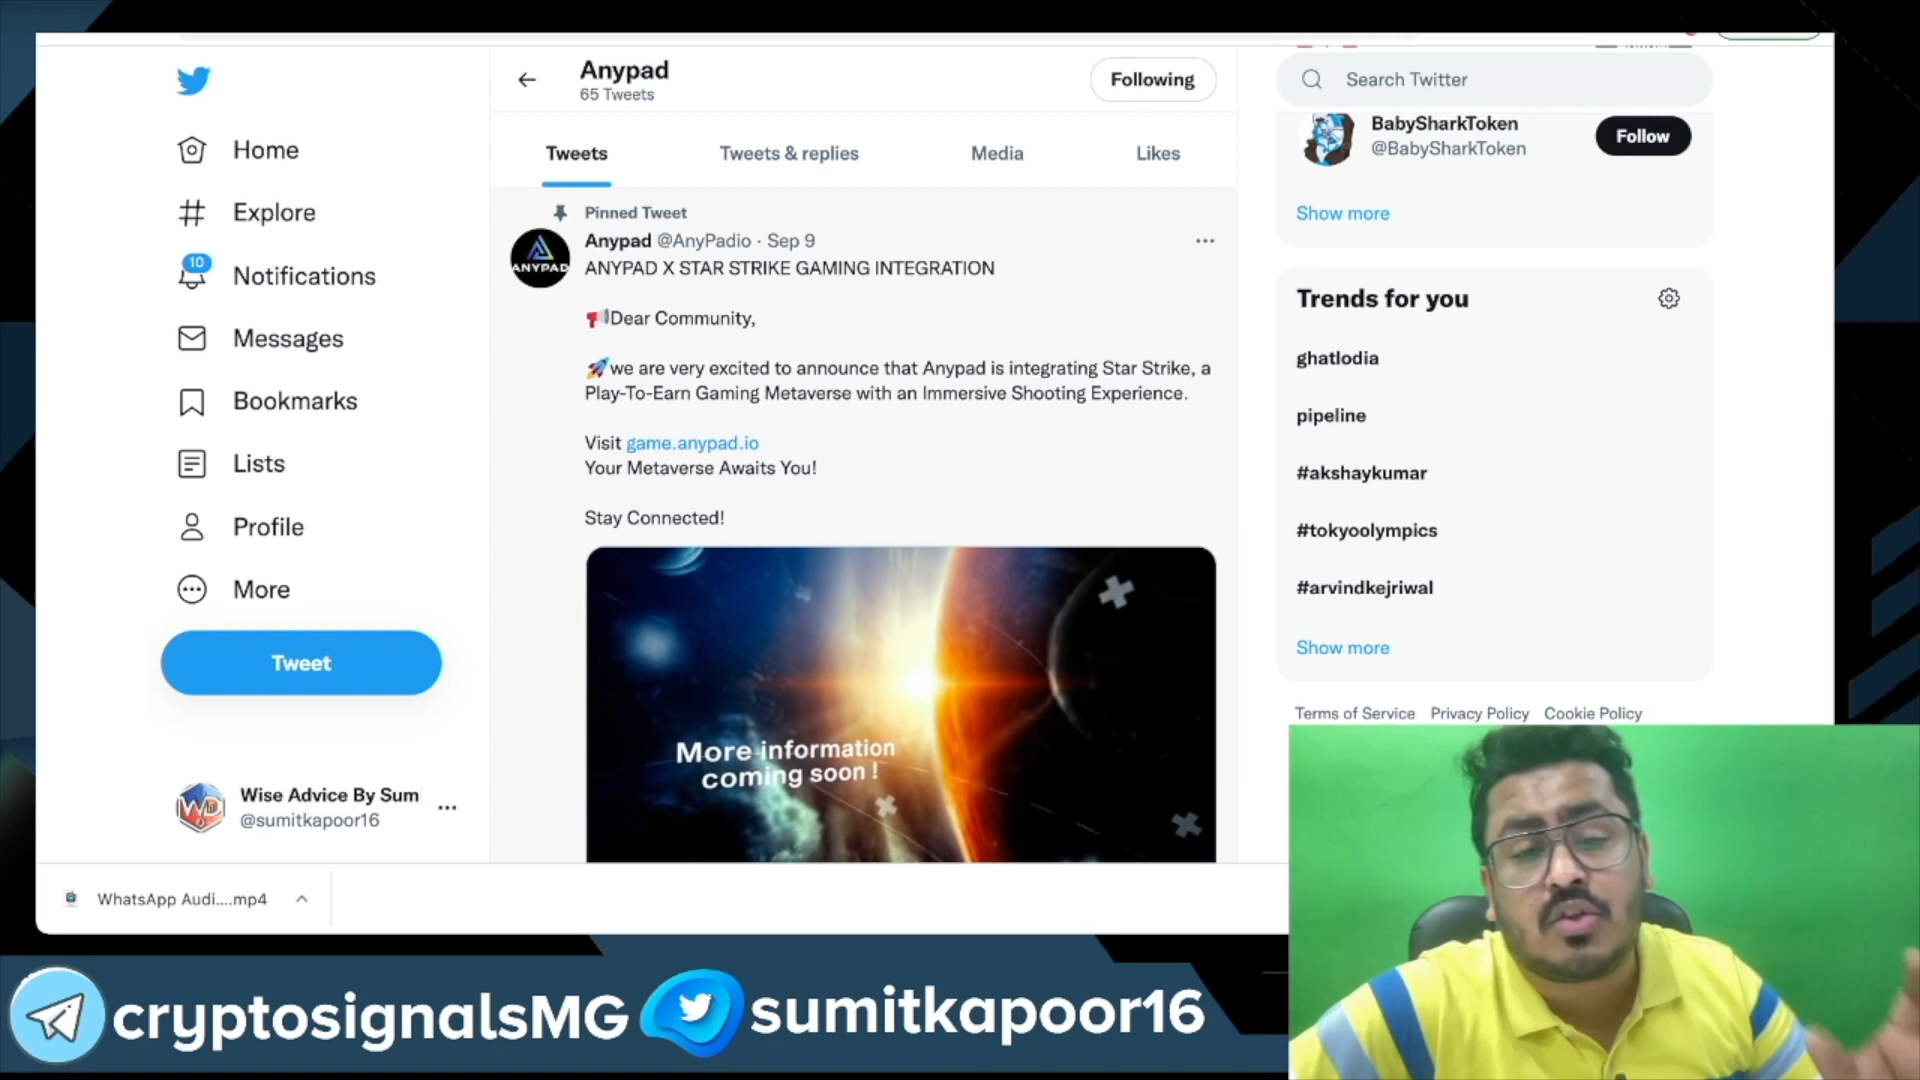 Home
Explore
10
Notifications
Messages
Bookmarks
Lists
Profile
More
Tweet
Wise Advice By Sum
@sumitkapoor16
Anypad
65 Tweets
Following
Tweets
Tweets & replies
Media
Likes
Pinned Tweet
Anypad @AnyPadio · Sep 9
ANYPAD
ANYPAD X STAR STRIKE GAMING INTEGRATION
Dear Community,
we are very excited to announce that Anypad is integrating Star Strike, a
Play-To-Earn Gaming Metaverse with an Immersive Shooting Experience.
Visit game.anypad.io
Your Metaverse Awaits You!
Stay Connected!
More information
coming soon !
Search Twitter
BabySharkToken
@BabySharkToken
Follow
Show more
Trends for you
ghatlodia
pipeline
#akshaykumar
#tokyoolympics
#arvindkejriwal
Show more
Terms of Service Privacy Policy Cookie Policy
WhatsApp Audi....mp4
cryptosignalsMG
sumitkapoor16